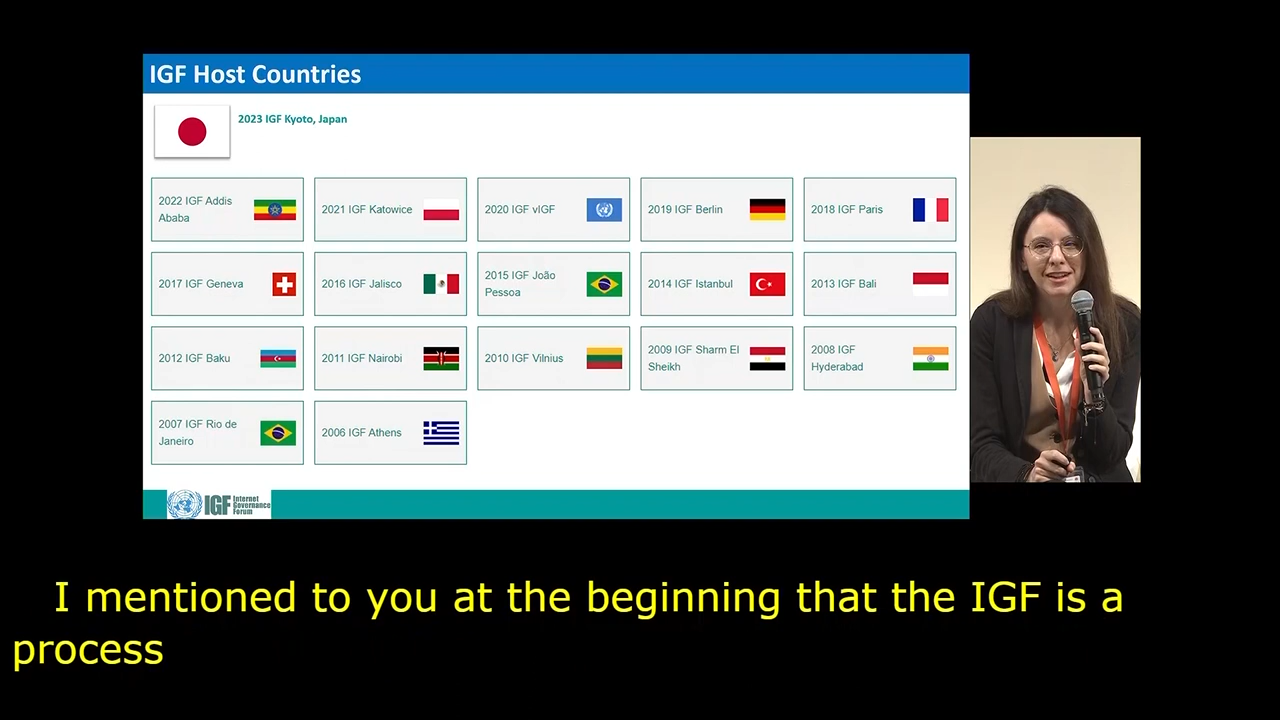 IGF Host Countries
2023 IGF Kyoto, Japan
2022 IGF Addis
Ababa
2021 IGF Katowice
2020 IGF vIGF
2019 IGF Berlin
2018 IGF Paris
2017 IGF Geneva
2016 IGF Jalisco
2015 IGF João
Pessoa
2014 IGF Istanbul
2013 IGF Bali
2012 IGF Baku
2011 IGF Nairobi
2010 IGF Vilnius
2009 IGF Sharm El
Sheikh
2008 IGF
Hyderabad
2007 IGF Rio de
Janeiro
2006 IGF Athens
IGF
Internet
Governance
Forum
I mentioned to you at the beginning that the IGF is a
process